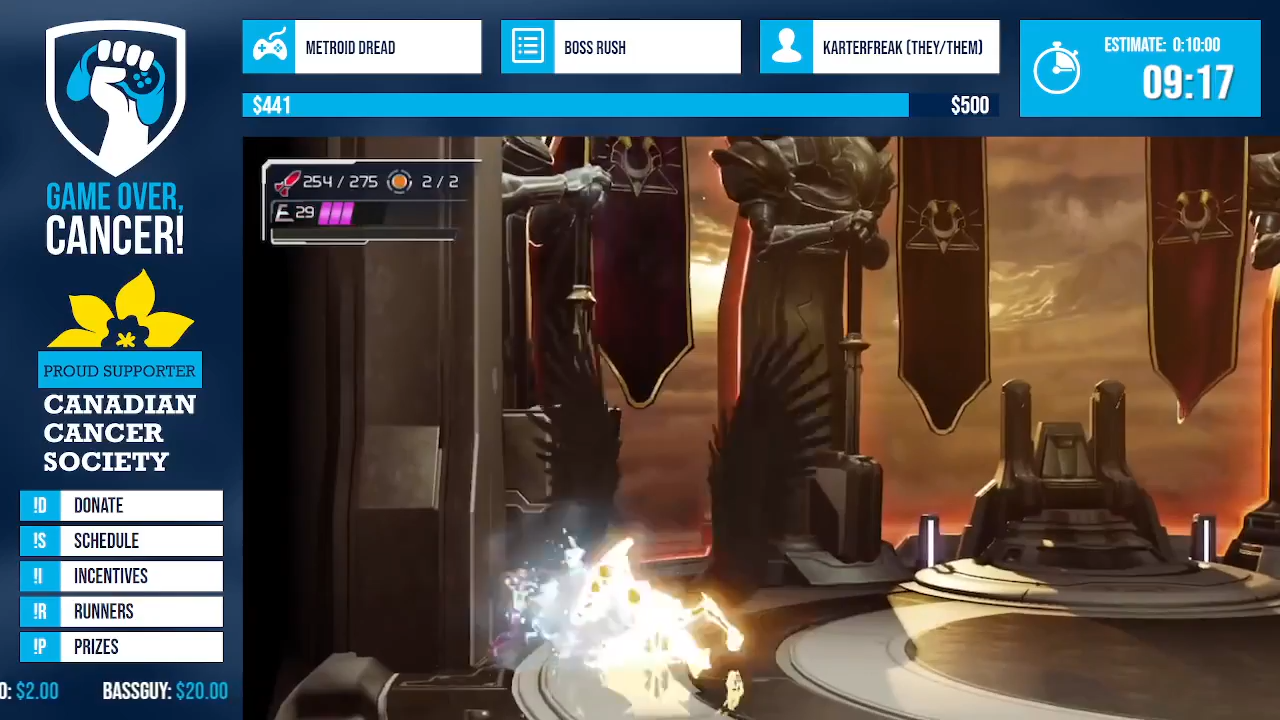 METROID DREAD
BOSS RUSH
KARTERFREAK (THEY/THEM)
ESTIMATE: 0:10:00
09:17
$441
$500
254 / 275
2 / 2
E 29
GAME OVER,
CANCER!
PROUD SUPPORTER
CANADIAN
CANCER
SOCIETY
!D DONATE
!S SCHEDULE
!I INCENTIVES
!R RUNNERS
!P PRIZES
O: $2.00 BASSGUY: $20.00